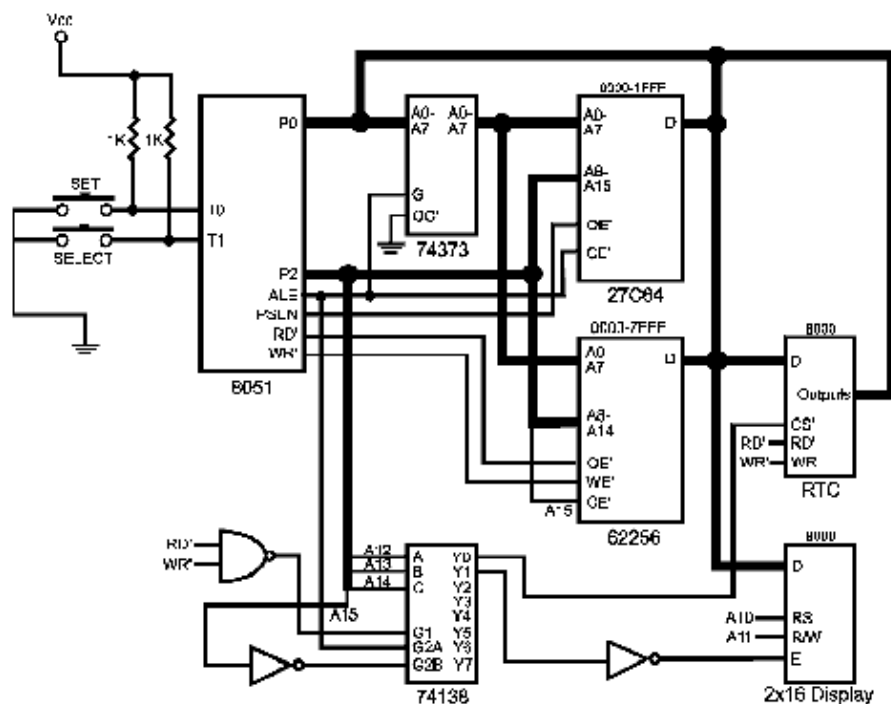 Vcc
1K
1K
SET
SELECT
T0
T1
P0
P2
ALE
PSEN
RD'
WR'
8051
A0-
A7
A0-
A7
G
OC'
74373
0000-1FFF
A0-
A7
A8-
A15
OE'
CE'
D
27C64
0000-7FFF
A0
A7
A8-
A14
OE'
WE'
CE'
D
A15
62256
D
Outputs
CS'
RD'
RD'
WR'
WR
RTC
RD'
WR'
A12
A13
A14
A15
A
B
C
G1
G2A
G2B
Y0
Y1
Y2
Y3
Y4
Y5
Y6
Y7
74138
D
A10
RS
A11
R/W
E
2x16 Display